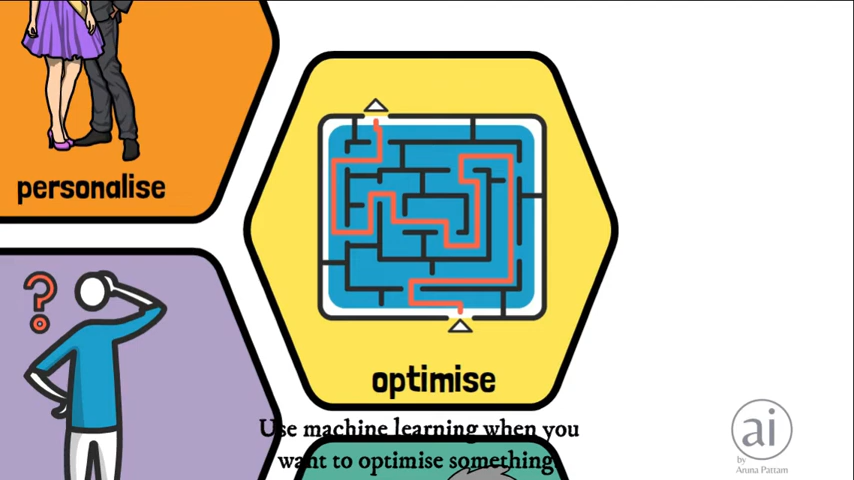 personalise
?
optimise
Use machine learning when you
want to optimise something
ai
by
Aruna Pattam